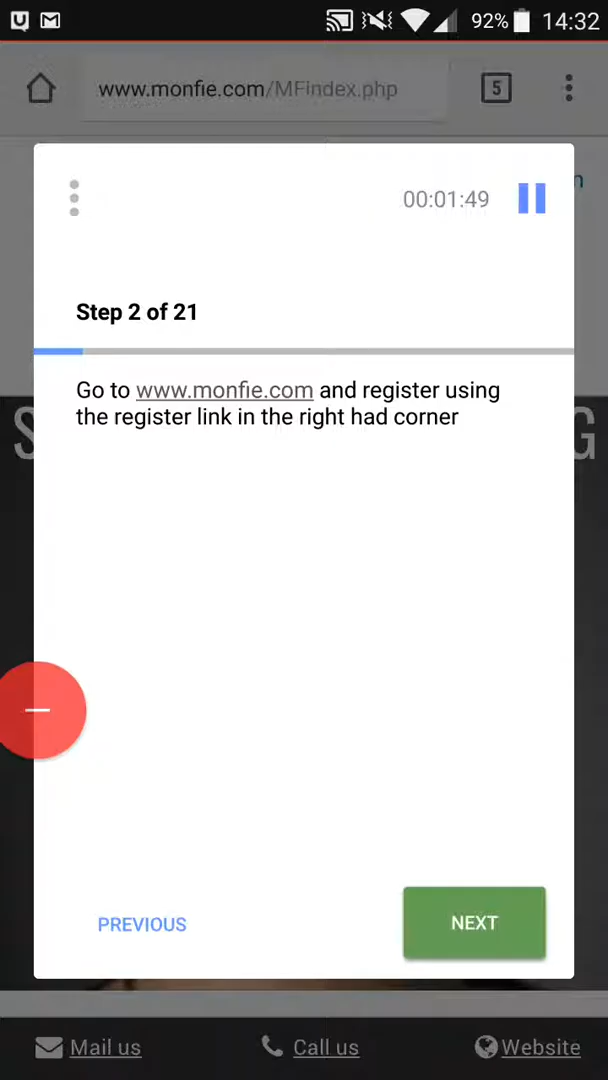 92% 14:32
www.monfie.com/MFindex.php 5
n
00:01:49
Step 2 of 21
Go to www.monfie.com and register using
the register link in the right had corner
S G
PREVIOUS NEXT
Mail us Call us Website